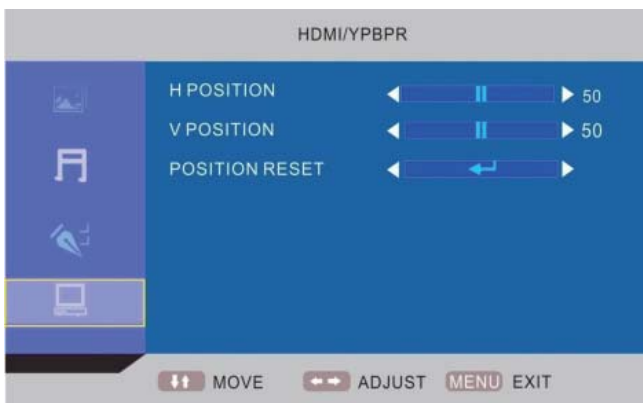 HDMI/YPBPR
H POSITION 50
V POSITION 50
POSITION RESET
MOVE ADJUST MENU EXIT